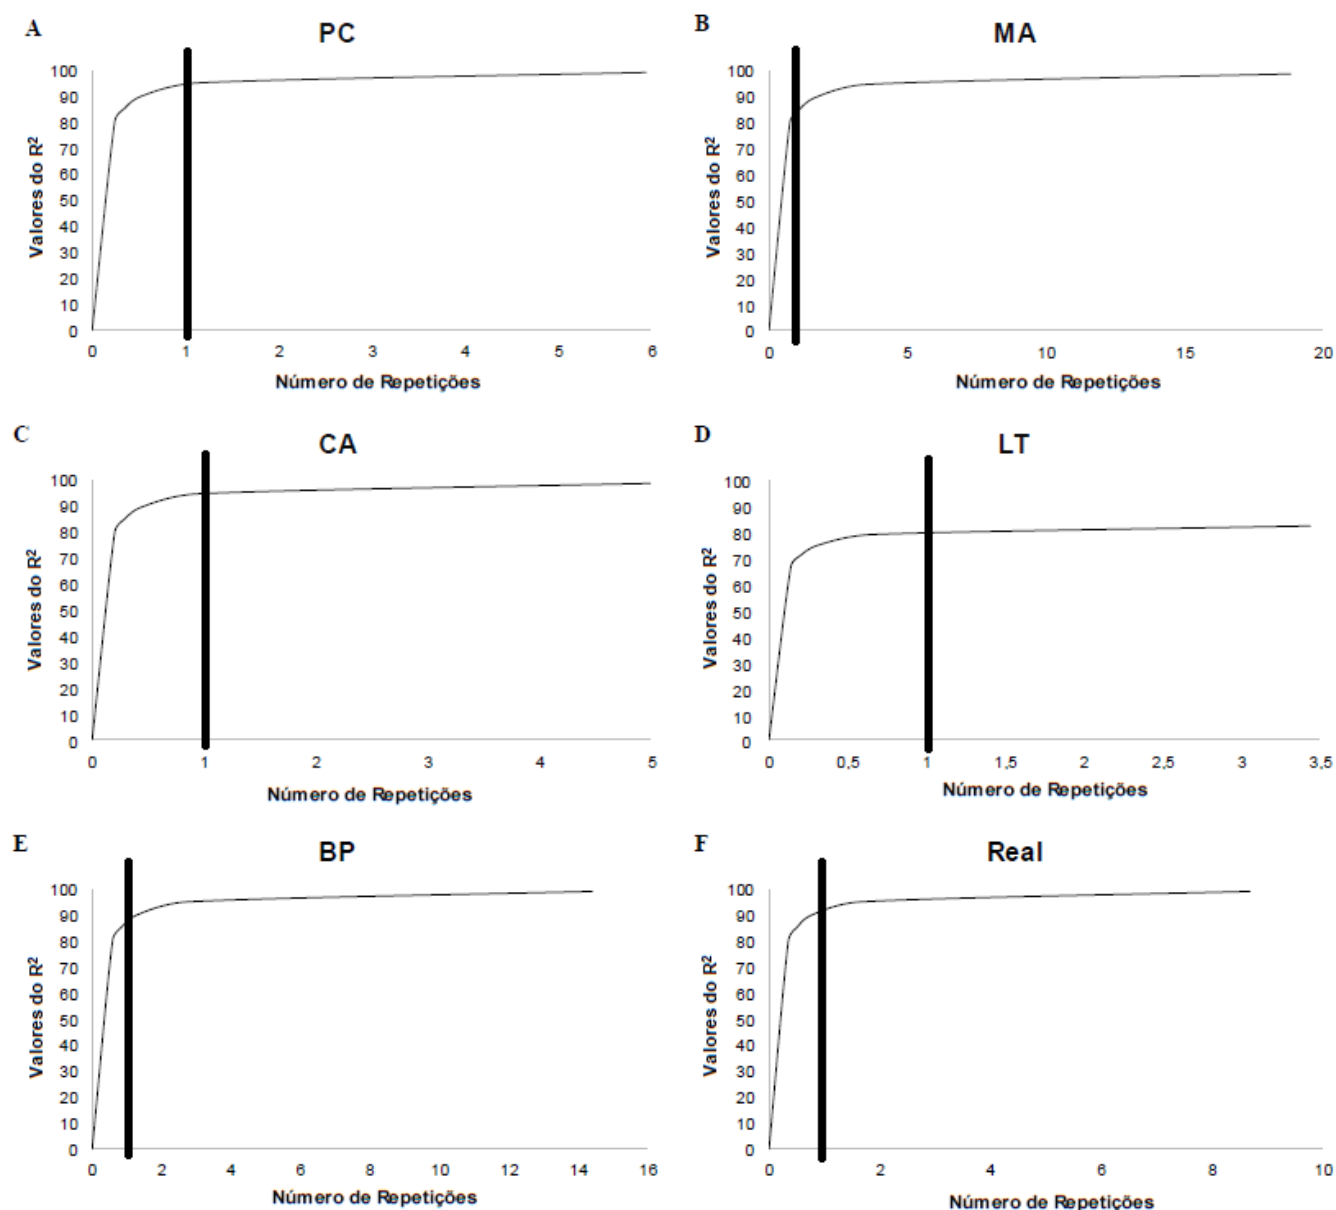 A
PC
Valores do R²
100
90
80
70
60
50
40
30
20
10
0
0 1 2 3 4 5 6
Número de Repetições
B
MA
Valores do R²
100
90
80
70
60
50
40
30
20
10
0
0 5 10 15 20
Número de Repetições
C
CA
Valores do R²
100
90
80
70
60
50
40
30
20
10
0
0 1 2 3 4 5
Número de Repetições
D
LT
Valores do R²
100
90
80
70
60
50
40
30
20
10
0
0 0,5 1 1,5 2 2,5 3 3,5
Número de Repetições
E
BP
Valores do R²
100
90
80
70
60
50
40
30
20
10
0
0 2 4 6 8 10 12 14 16
Número de Repetições
F
Real
Valores do R²
100
90
80
70
60
50
40
30
20
10
0
0 2 4 6 8 10
Número de Repetições